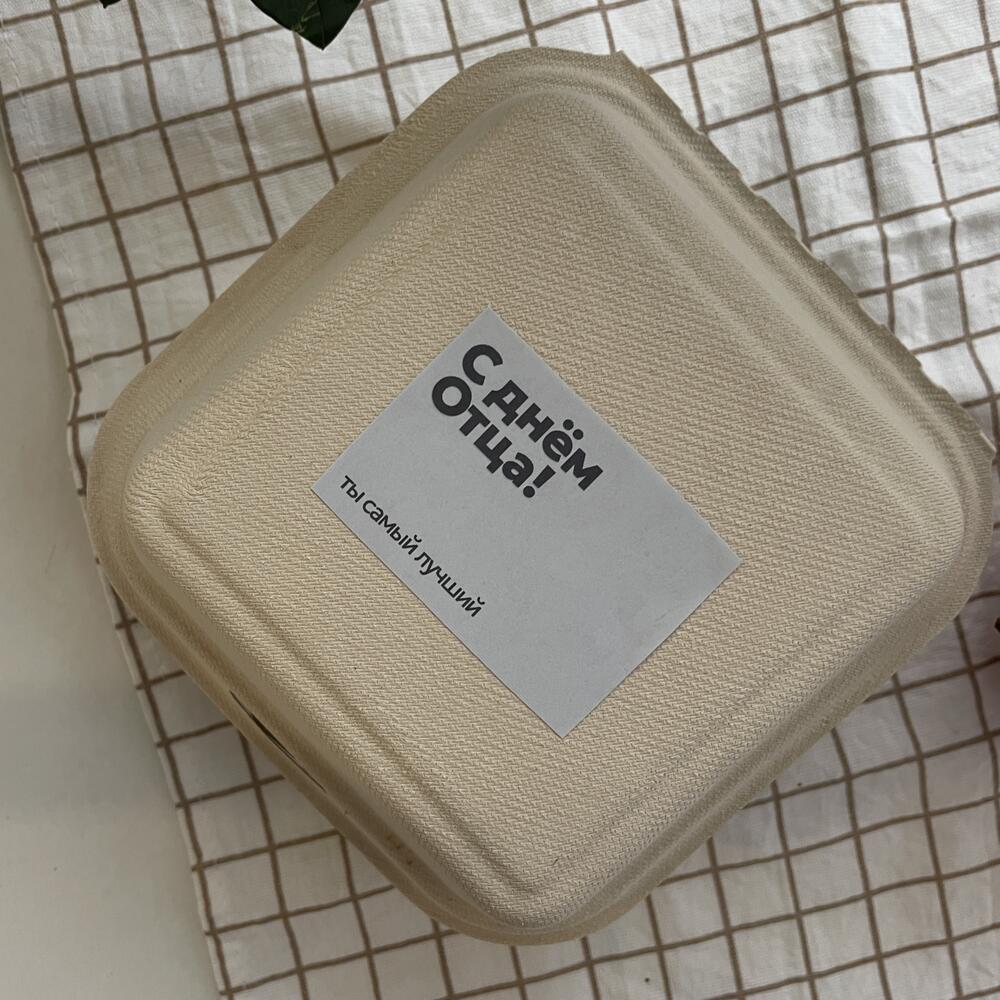 С днём
Отца!
ты самый лучший